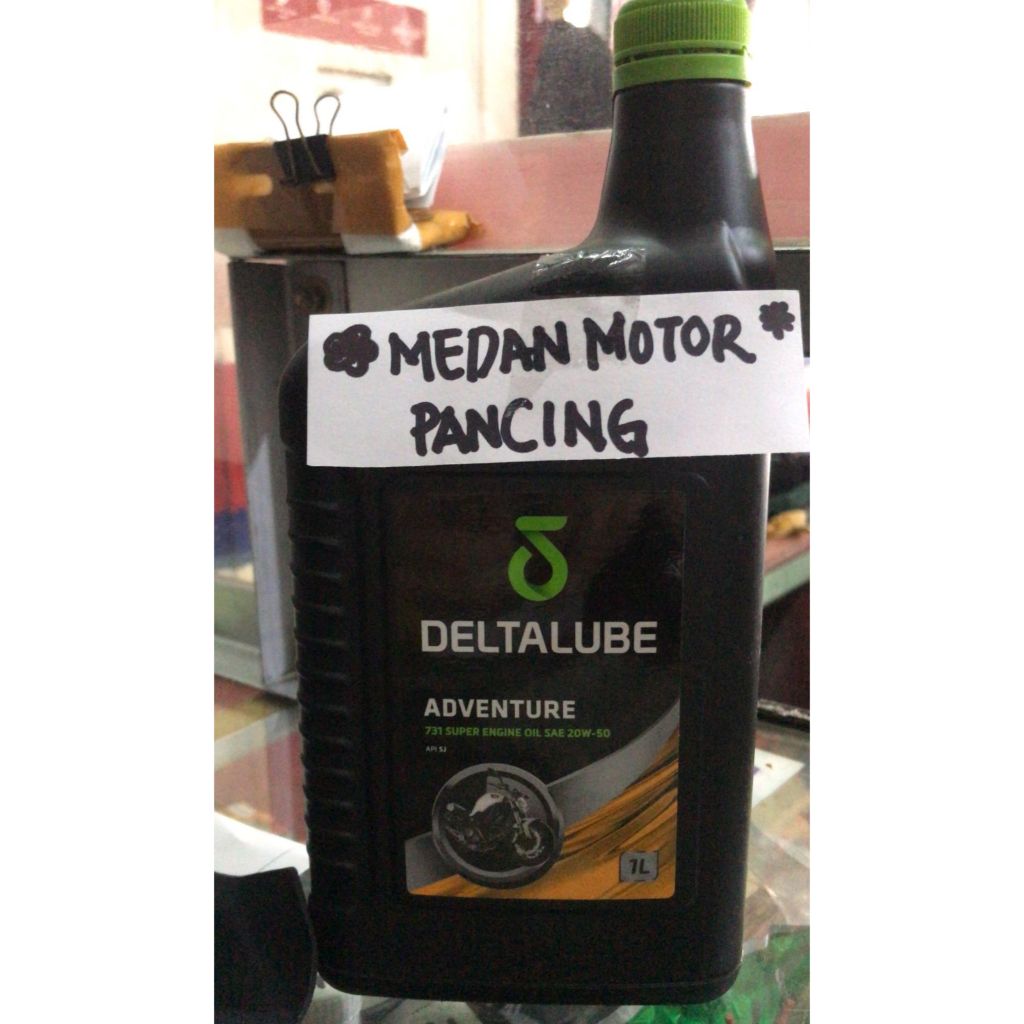 MEDAN MOTOR
PANCING
DELTALUBE
ADVENTURE
731 SUPER ENGINE OIL SAE 20W-50
API SJ
1L